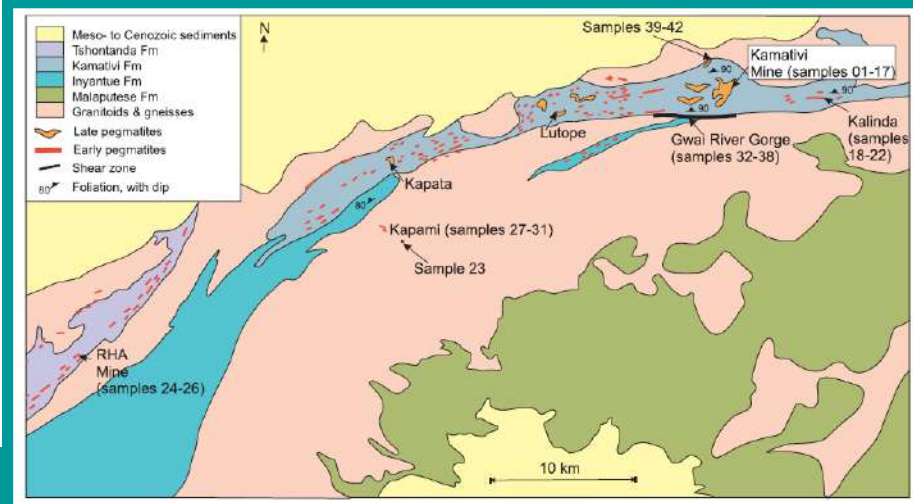 Meso- to Cenozoic sediments
Tshontanda Fm
Kamativi Fm
Inyantue Fm
Malaputese Fm
Granitoids & gneisses
Late pegmatites
Early pegmatites
Shear zone
80 Foliation, with dip
N
Samples 39-42
90
Kamativi
Mine (samples 01-17)
90
90
Lutope
Gwai River Gorge
(samples 32-38)
Kalinda
(samples
18-22)
Kapata
80
Kapami (samples 27-31)
Sample 23
RHA
Mine
(samples 24-26)
10 km